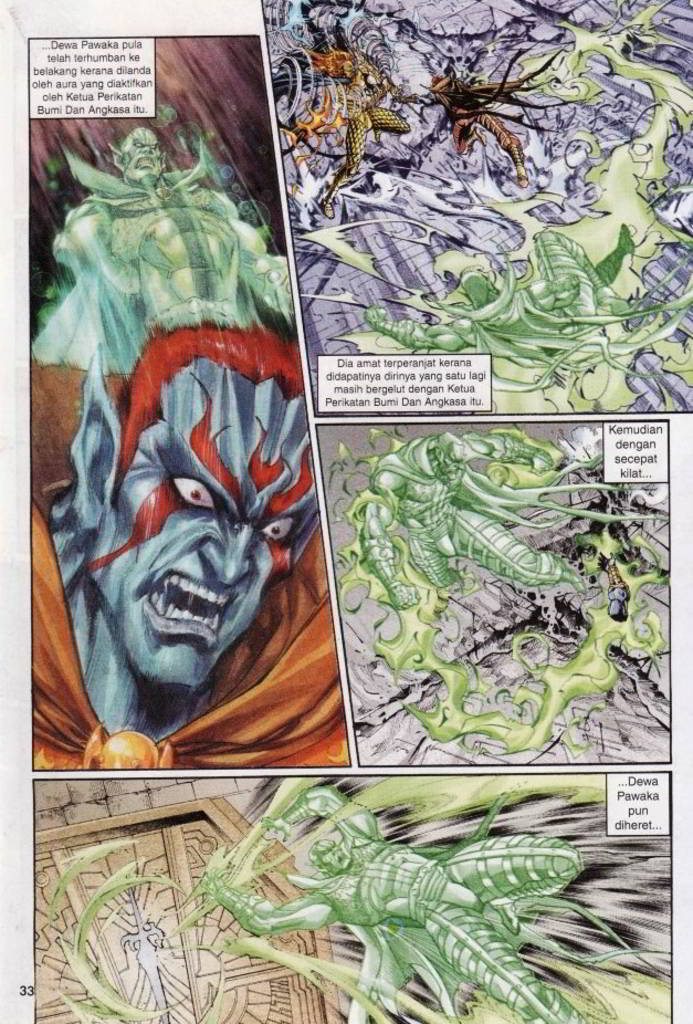 ...Dewa Pawaka pula
telah terhumban ke
belakang kerana dilanda
oleh aura yang diaktifkan
oleh Ketua Perikatan
Bumi Dan Angkasa itu.
Dia amat terperanjat kerana
didapatinya dirinya yang satu lagi
masih bergelut dengan Ketua
Perikatan Bumi Dan Angkasa itu.
Kemudian
dengan
secepat
kilat...
...Dewa
Pawaka
pun
diheret...
33